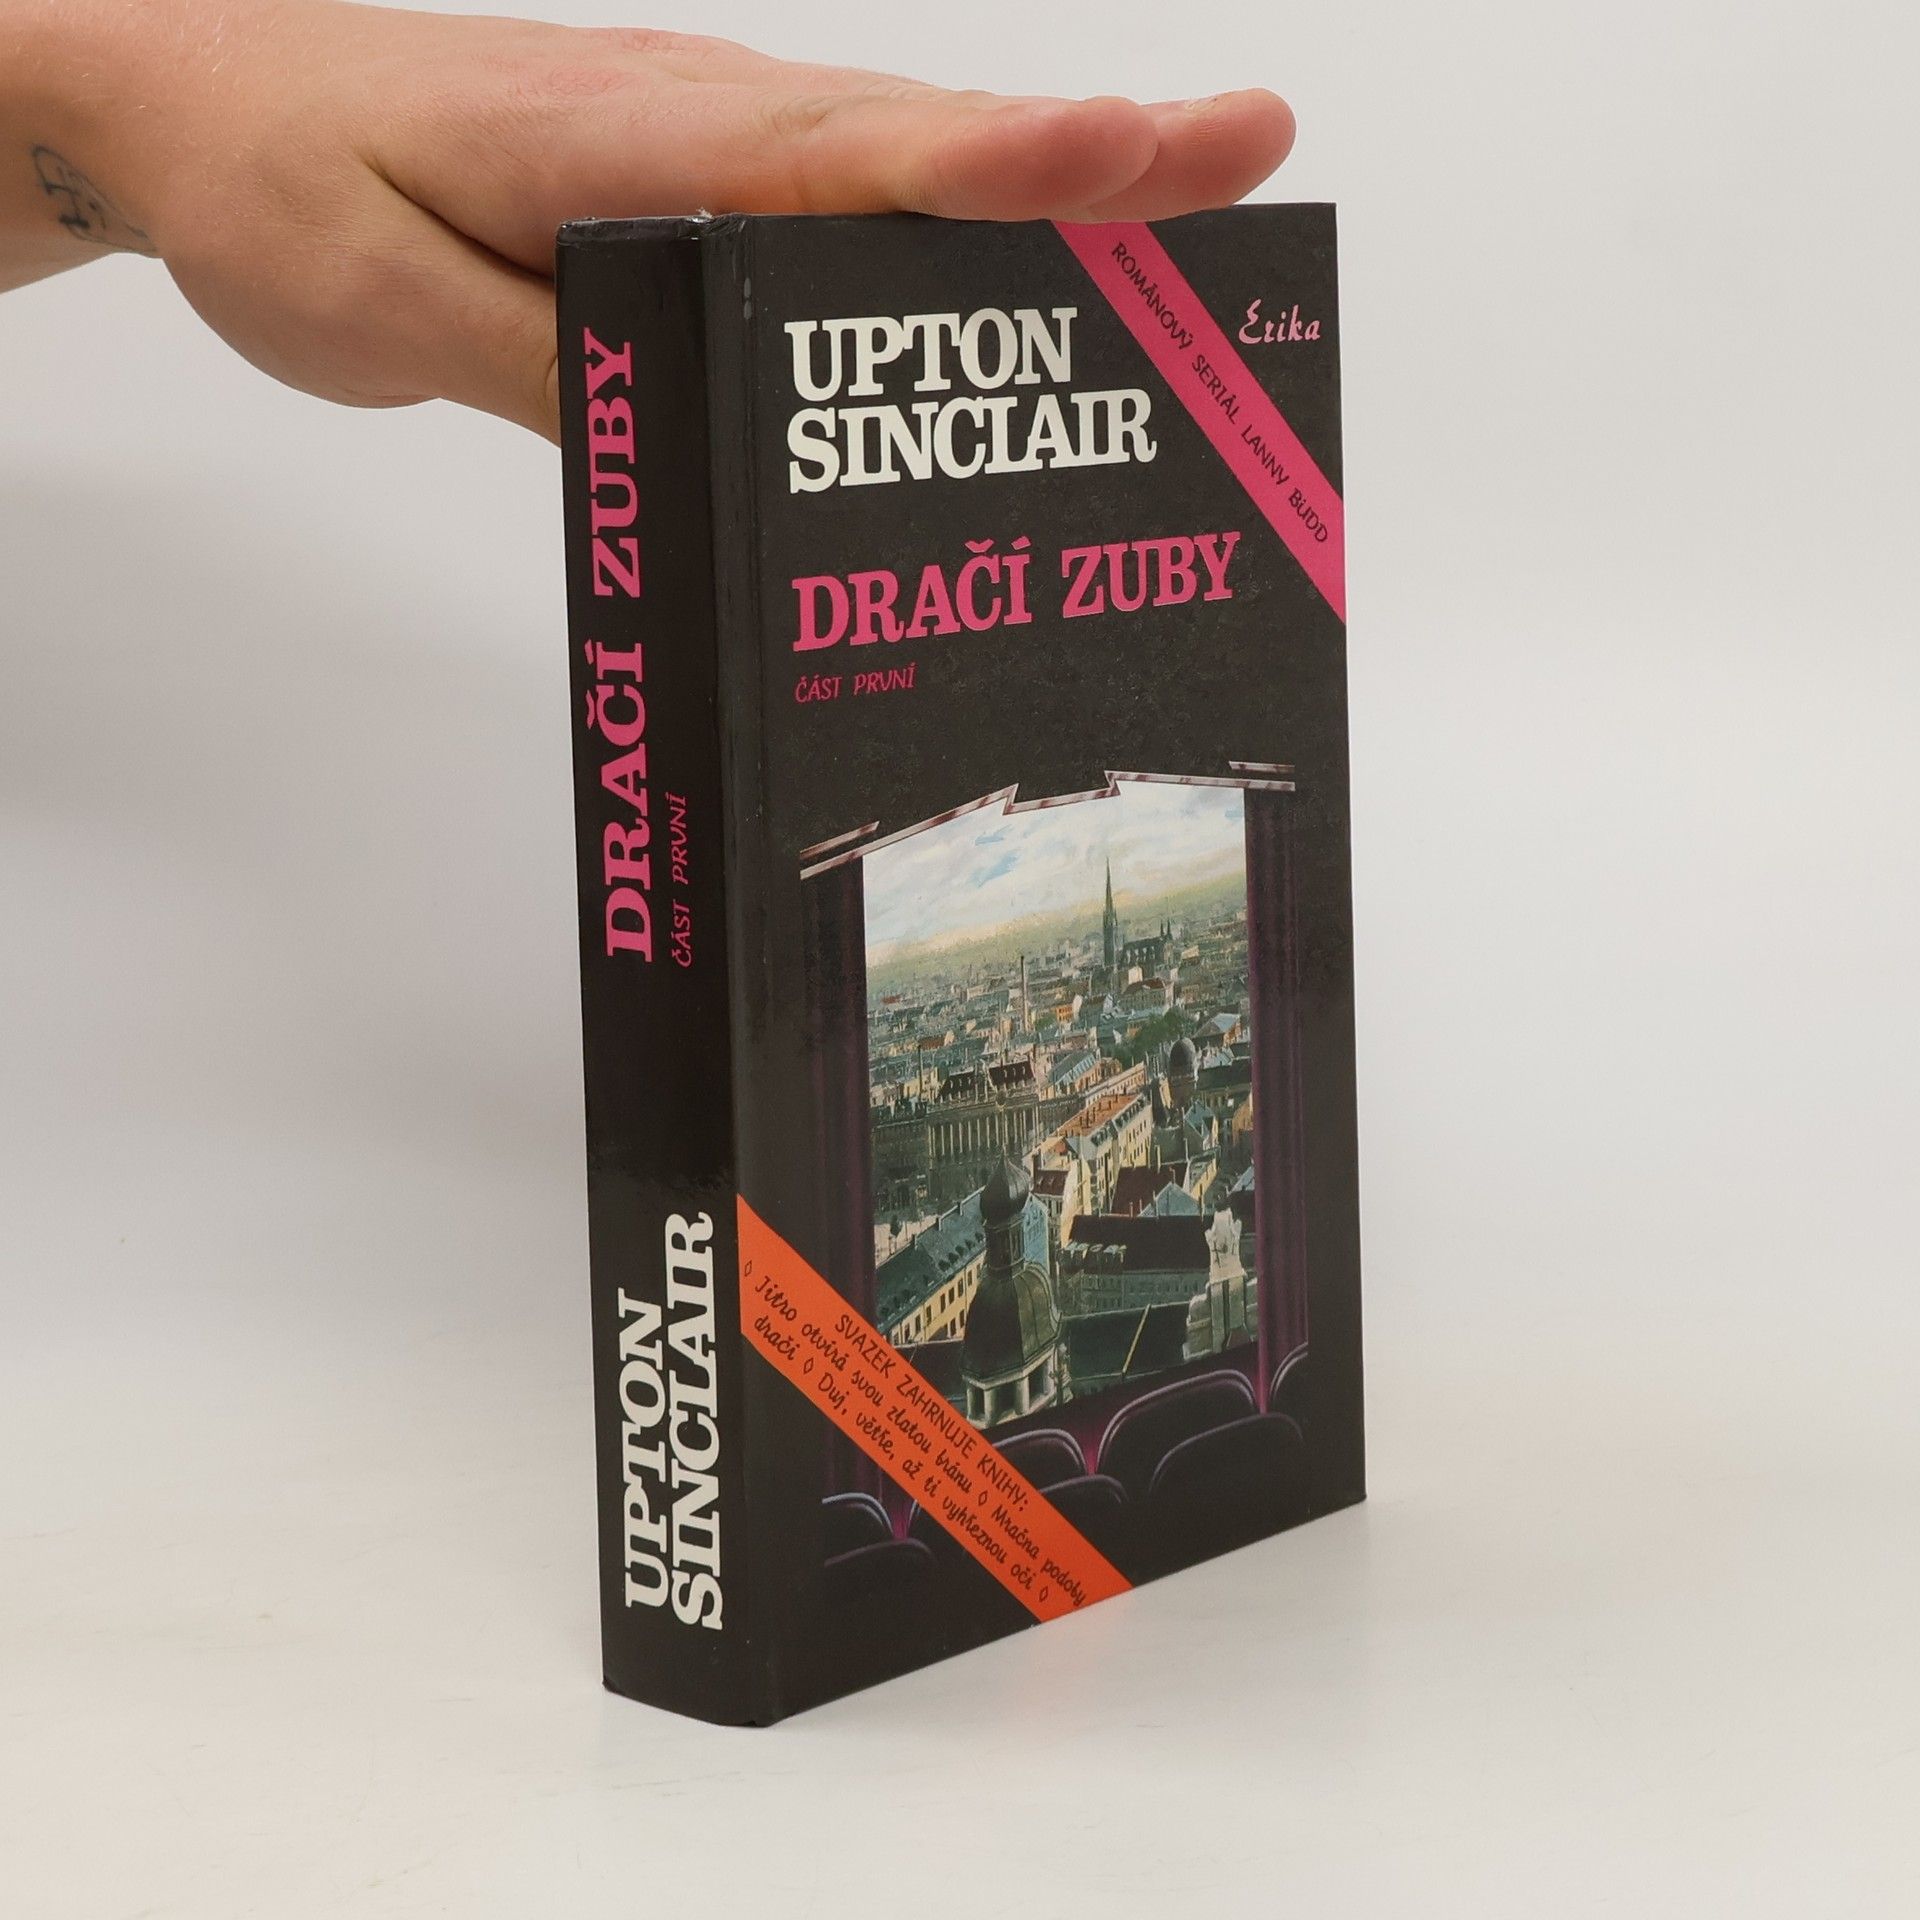 DRAČÍ ZUBY
ČÁST PRVNÍ
UPTON
SINCLAIR
UPTON
SINCLAIR
ROMÁNOVÝ SERIÁL LANNY BUDD
Erika
DRAČÍ ZUBY
ČÁST PRVNÍ
SVAZEK ZAHRNUJE KNIHY:
◊ Jitro otvírá svou zlatou bránu ◊ Mračna podoby
dračí ◊ Duj, větře, až ti vyhřeznou oči ◊